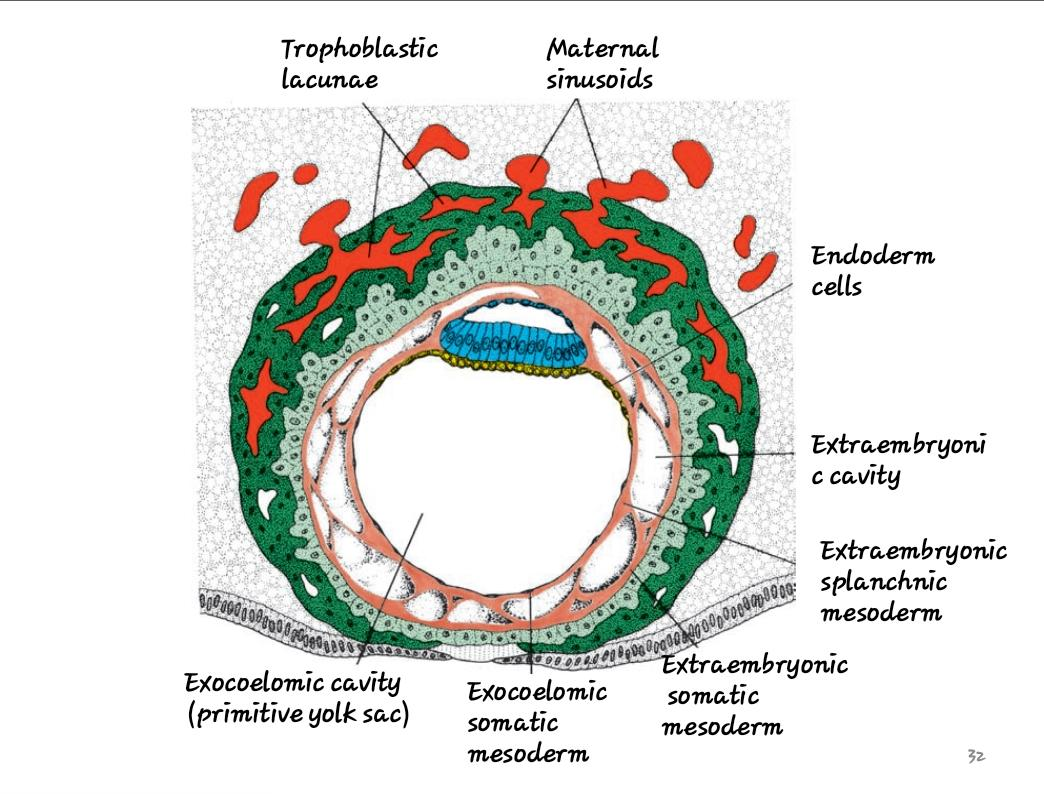 Trophoblastic
lacunae
Maternal
sinusoids
Endoderm
cells
Extraembryoni
c cavity
Extraembryonic
splanchnic
mesoderm
Extraembryonic
somatic
mesoderm
Exocoelomic cavity
(primitive yolk sac)
Exocoelomic
somatic
mesoderm
32